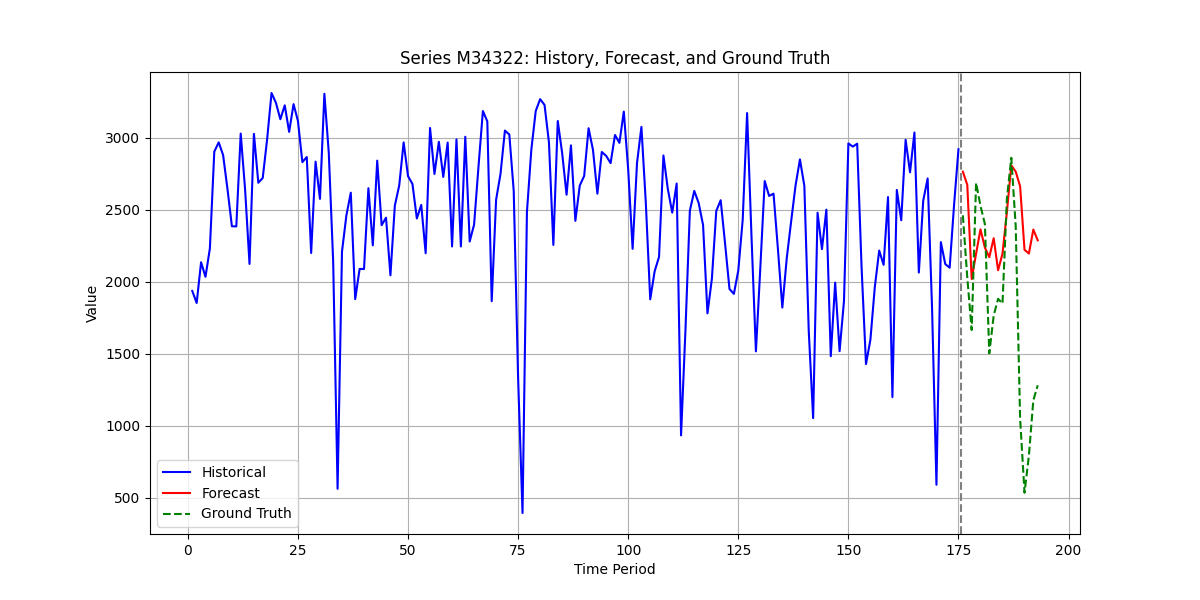 Series M34322: History, Forecast, and Ground Truth
Value
3000
2500
2000
1500
1000
500
Historical
Forecast
Ground Truth
0 25 50 75 100 125 150 175 200
Time Period